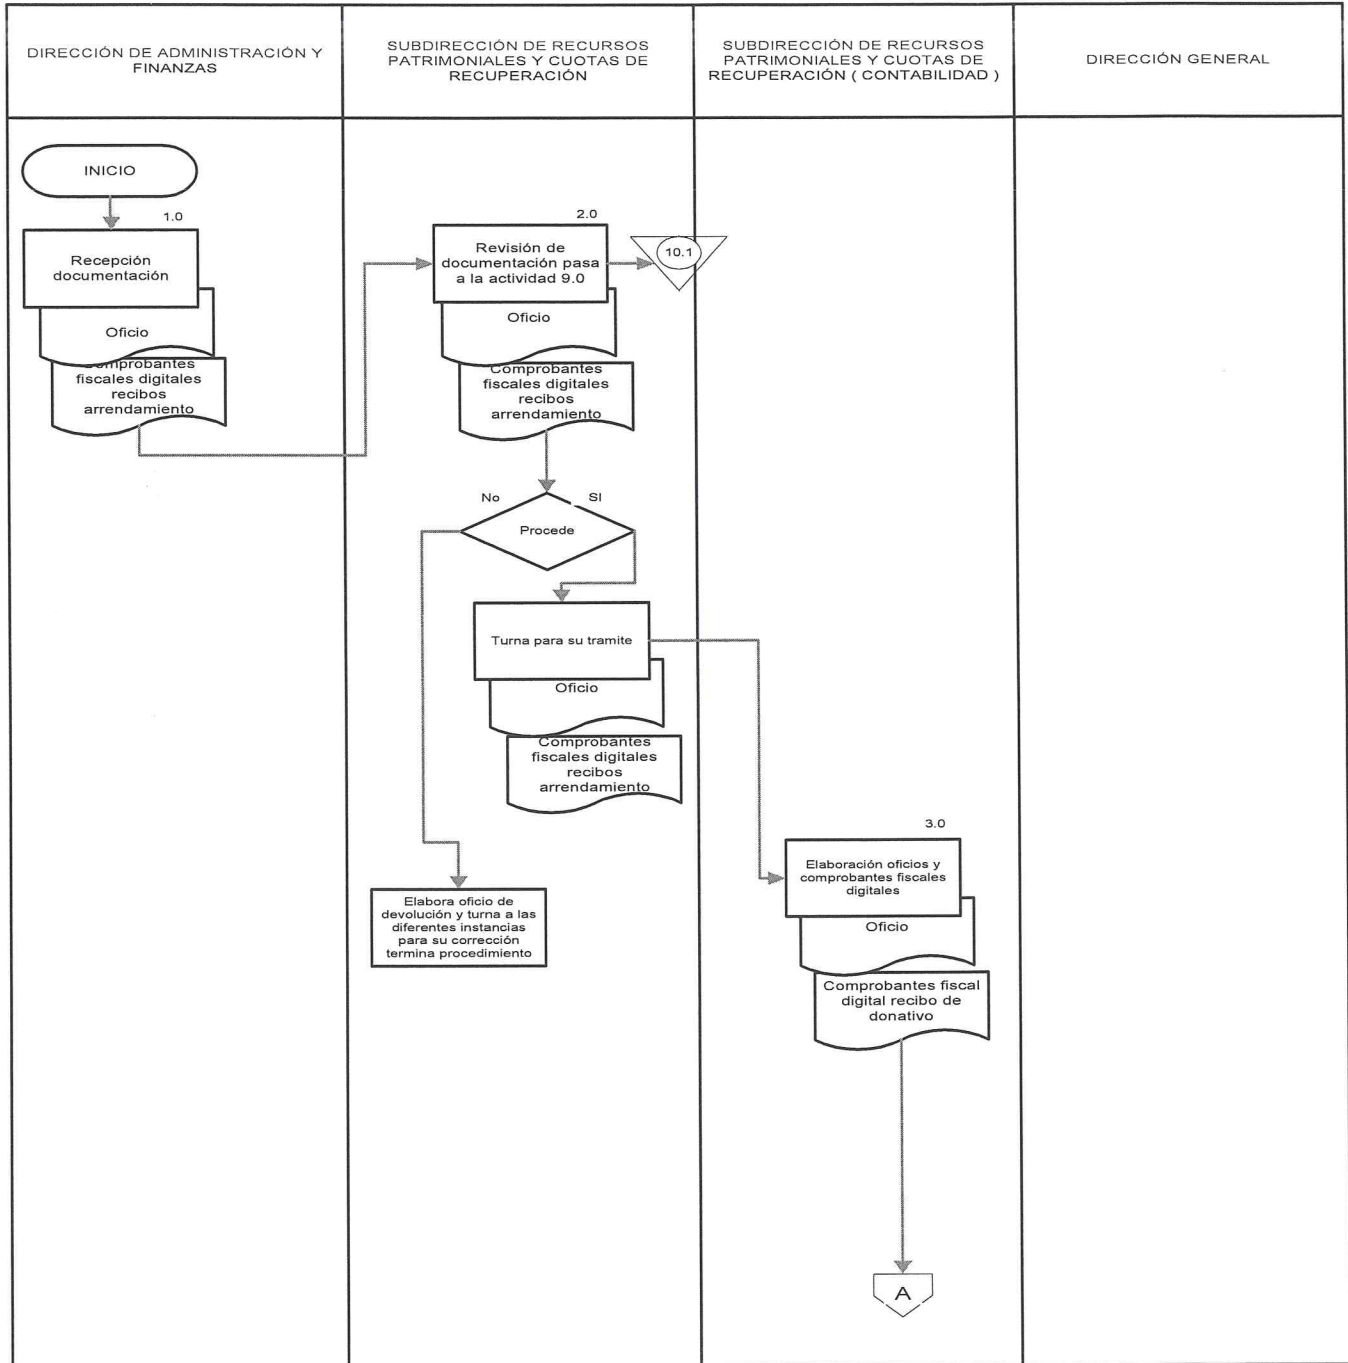 DIRECCIÓN DE ADMINISTRACIÓN Y
FINANZAS
SUBDIRECCIÓN DE RECURSOS
PATRIMONIALES Y CUOTAS DE
RECUPERACIÓN
SUBDIRECCIÓN DE RECURSOS
PATRIMONIALES Y CUOTAS DE
RECUPERACIÓN ( CONTABILIDAD )
DIRECCIÓN GENERAL
INICIO
1.0
Recepción
documentación
Oficio
Comprobantes
fiscales digitales
recibos
arrendamiento
2.0
Revisión de
documentación pasa
a la actividad 9.0
10.1
Oficio
Comprobantes
fiscales digitales
recibos
arrendamiento
No
SI
Procede
Turna para su tramite
Oficio
Comprobantes
fiscales digitales
recibos
arrendamiento
Elabora oficio de
devolución y turna a las
diferentes instancias
para su corrección
termina procedimiento
3.0
Elaboración oficios y
comprobantes fiscales
digitales
Oficio
Comprobantes fiscal
digital recibo de
donativo
A